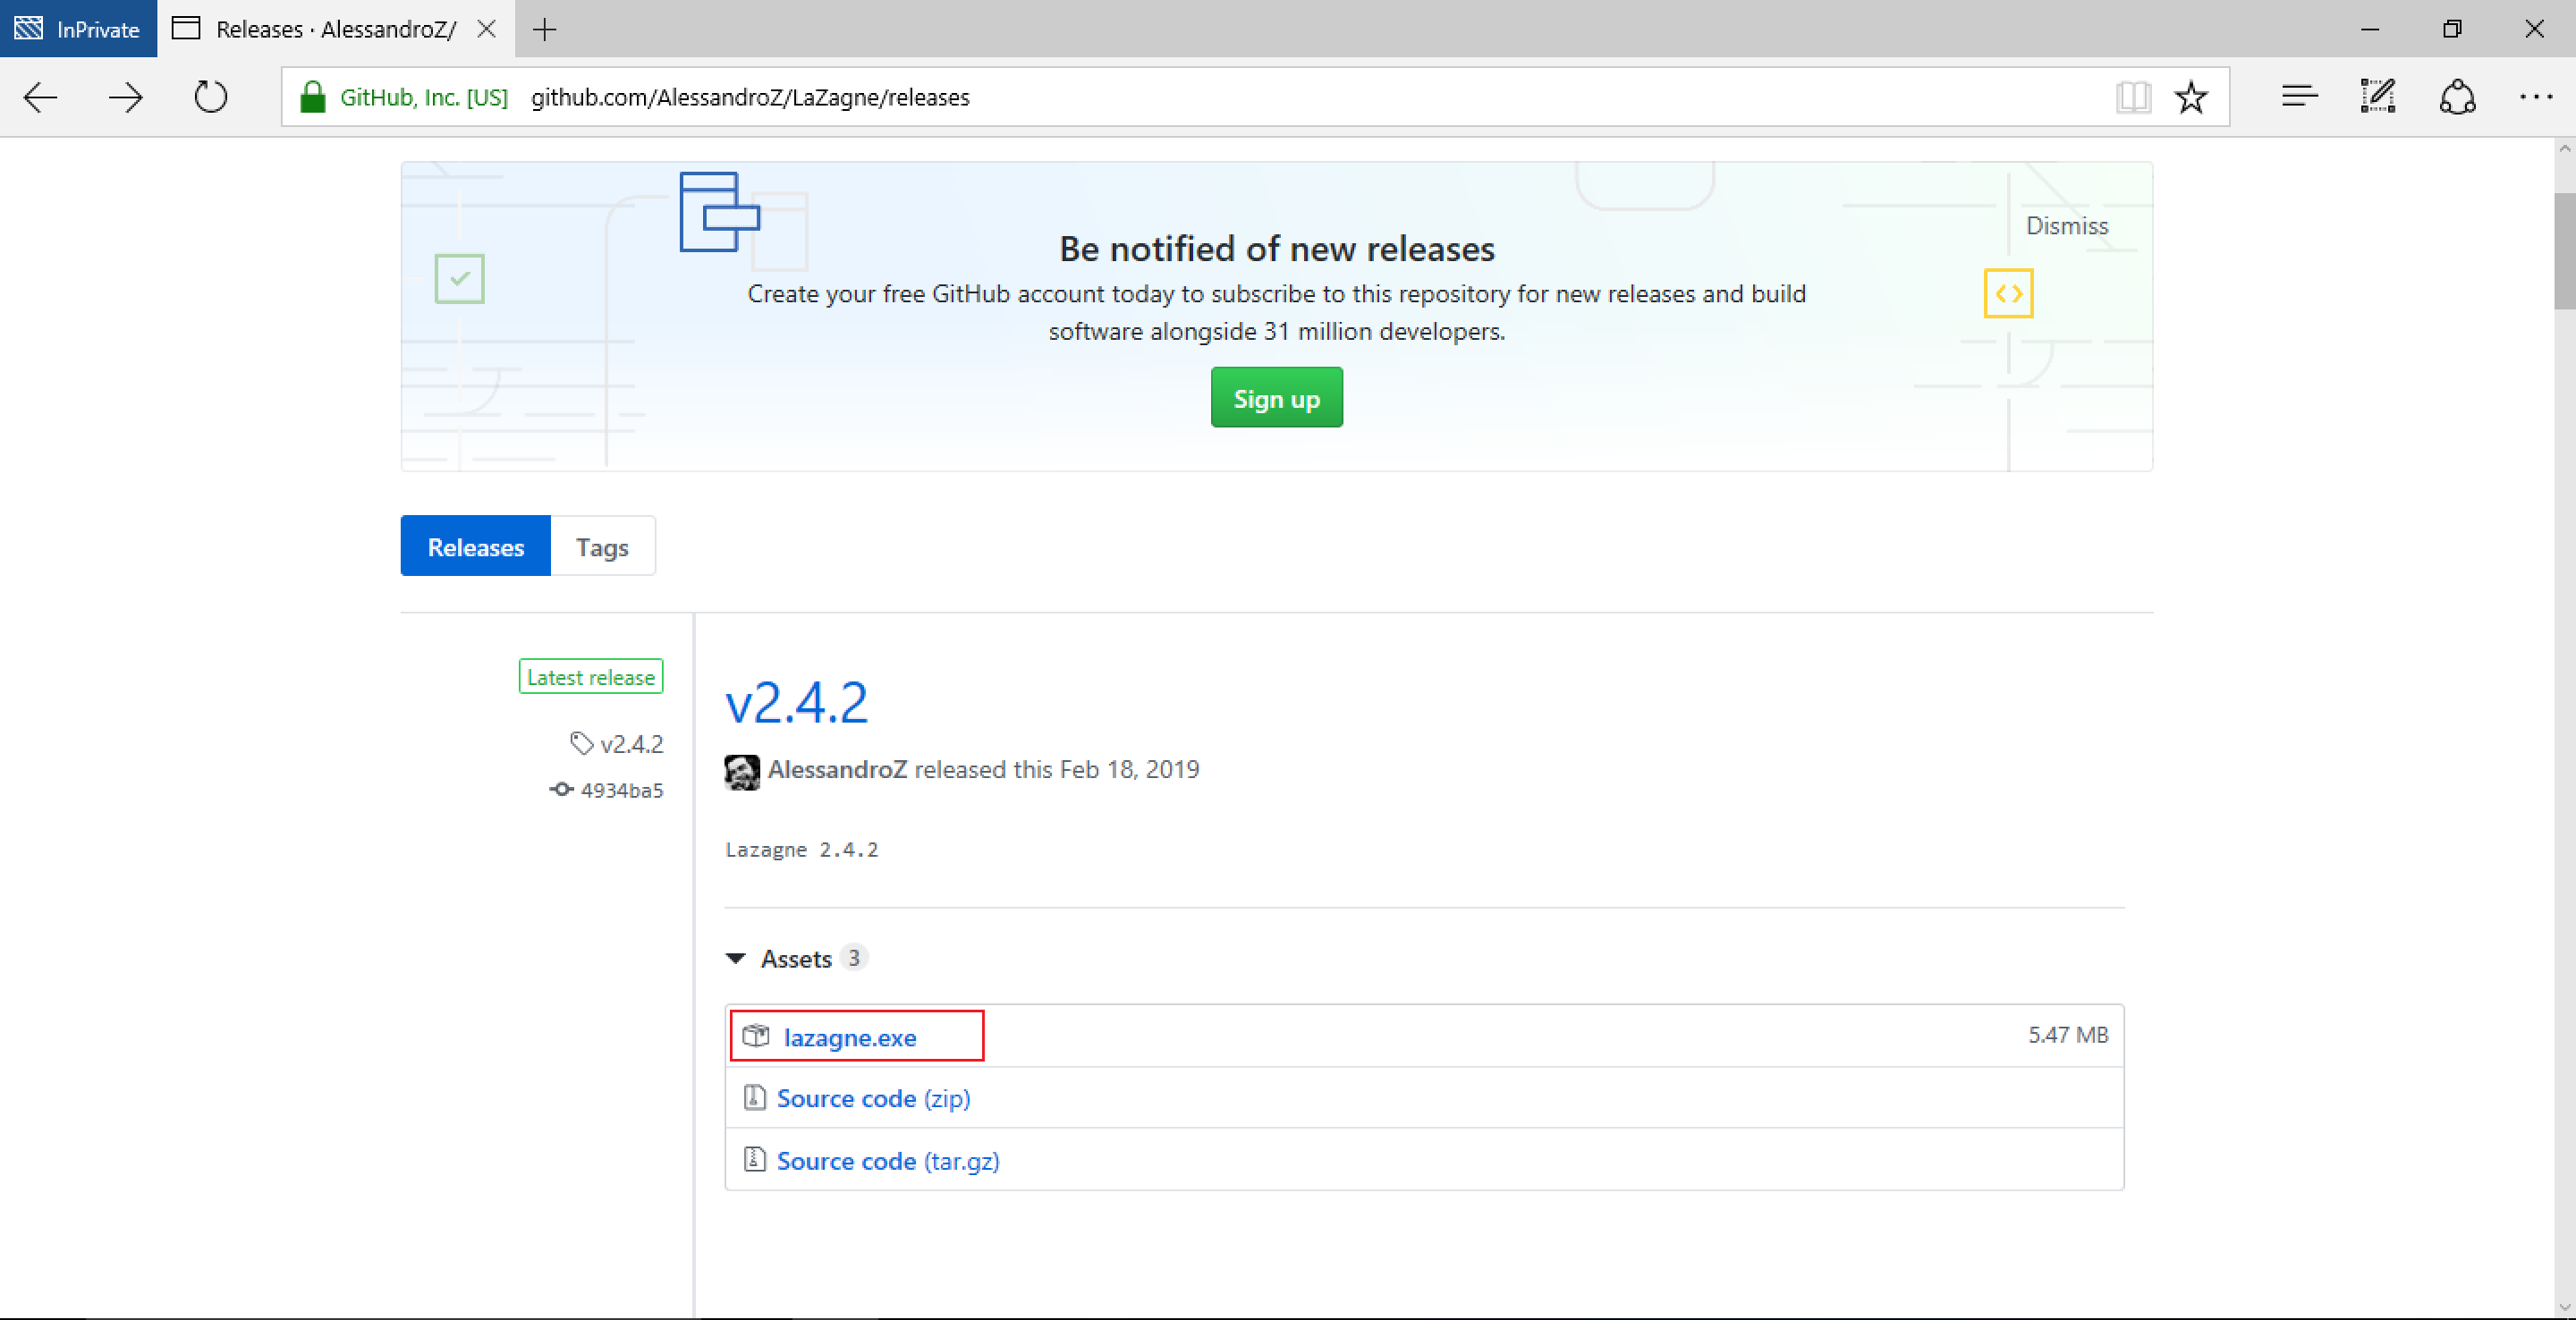 InPrivate
Releases · AlessandroZ/
GitHub, Inc. [US] github.com/AlessandroZ/LaZagne/releases
Dismiss
Be notified of new releases
Create your free GitHub account today to subscribe to this repository for new releases and build
software alongside 31 million developers.
Sign up
Releases Tags
Latest release
v2.4.2
4934ba5
v2.4.2
AlessandroZ released this Feb 18, 2019
Lazagne 2.4.2
Assets 3
lazagne.exe 5.47 MB
Source code (zip)
Source code (tar.gz)